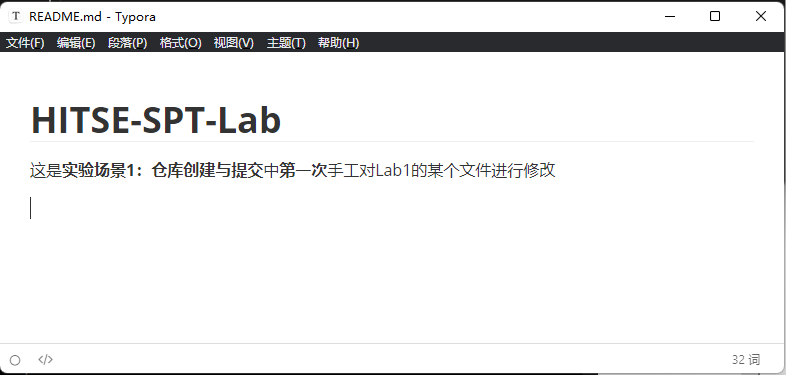 README.md - Typora
文件(F) 编辑(E) 段落(P) 格式(O) 视图(V) 主题(T) 帮助(H)
HITSE-SPT-Lab
这是实验场景1：仓库创建与提交中第一次手工对Lab1的某个文件进行修改
</> 32 词